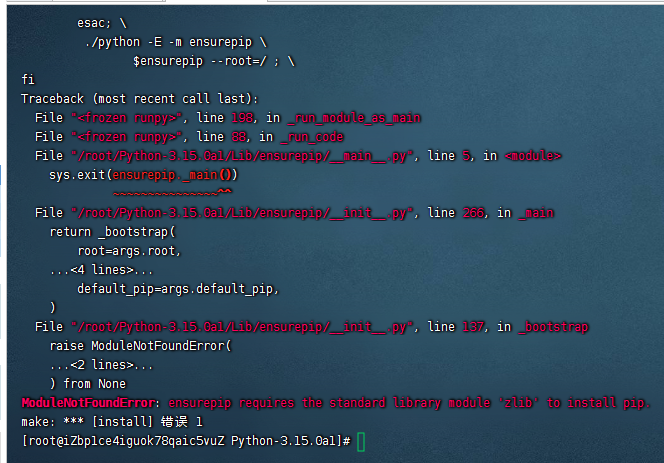 esac; \
./python -E -m ensurepip \
$ensurepip --root=/ ; \
fi
Traceback (most recent call last):
File "<frozen runpy>", line 198, in _run_module_as_main
File "<frozen runpy>", line 88, in _run_code
File "/root/Python-3.15.0a1/Lib/ensurepip/__main__.py", line 5, in <module>
sys.exit(ensurepip._main())
~~~~~~~~~~~~~~~^^
File "/root/Python-3.15.0a1/Lib/ensurepip/__init__.py", line 266, in _main
return _bootstrap(
root=args.root,
...<4 lines>...
default_pip=args.default_pip,
)
File "/root/Python-3.15.0a1/Lib/ensurepip/__init__.py", line 137, in _bootstrap
raise ModuleNotFoundError(
...<2 lines>...
) from None
ModuleNotFoundError: ensurepip requires the standard library module 'zlib' to install pip.
make: *** [install] 错误 1
[root@iZbp1ce4iguok78qaic5vuZ Python-3.15.0a1]#